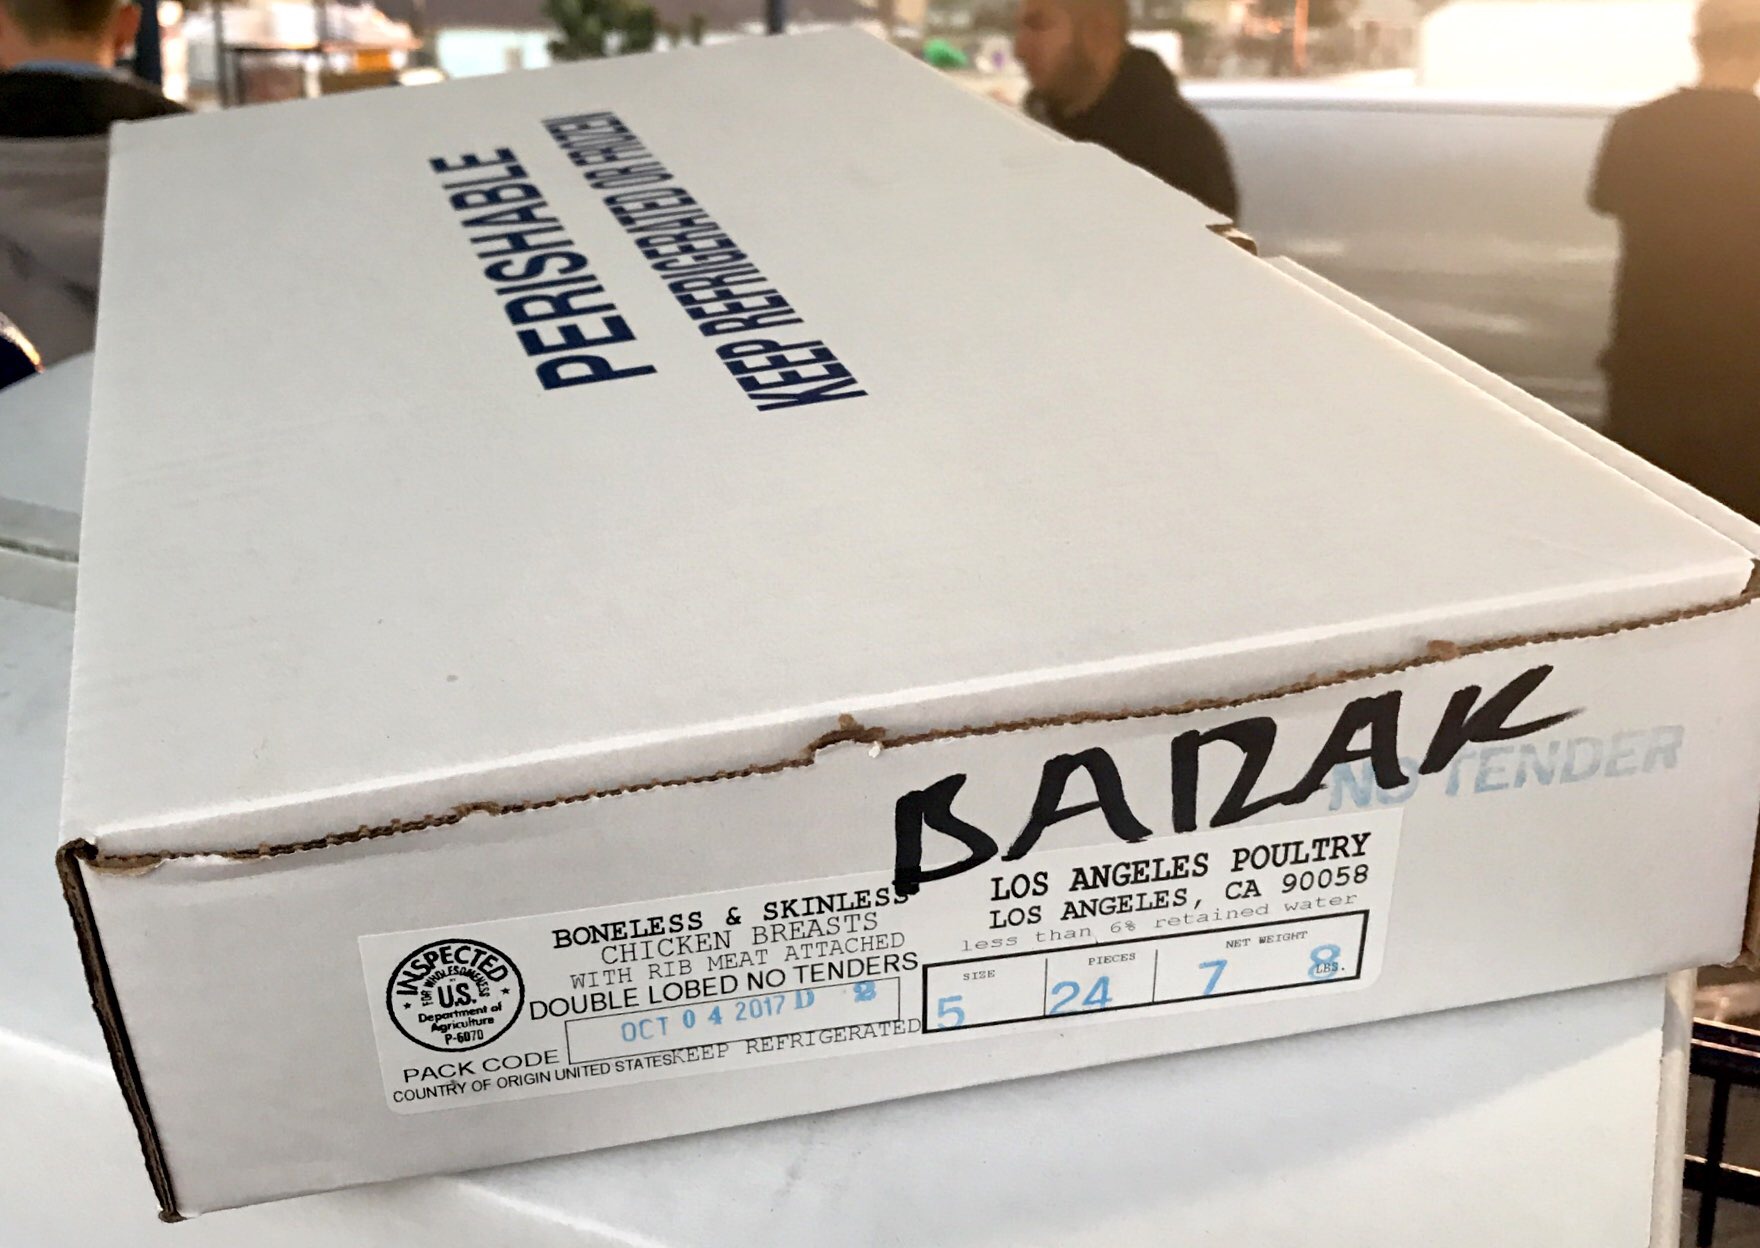 PERISHABLE
KEEP REFRIGERATED OR FROZEN
BARAK
NO TENDER
LOS ANGELES POULTRY
LOS ANGELES, CA 90058
less than 6% retained water
BONELESS & SKINLESS
CHICKEN BREASTS
WITH RIB MEAT ATTACHED
DOUBLE LOBED NO TENDERS
INSPECTED
FOR WHOLESOMENESS
U.S.
Department of
Agriculture
P-6070
OCT 04 2017 D 2
PACK CODE
KEEP REFRIGERATED
COUNTRY OF ORIGIN UNITED STATES
SIZE PIECES NET WEIGHT
5 24 7 8 LBS.